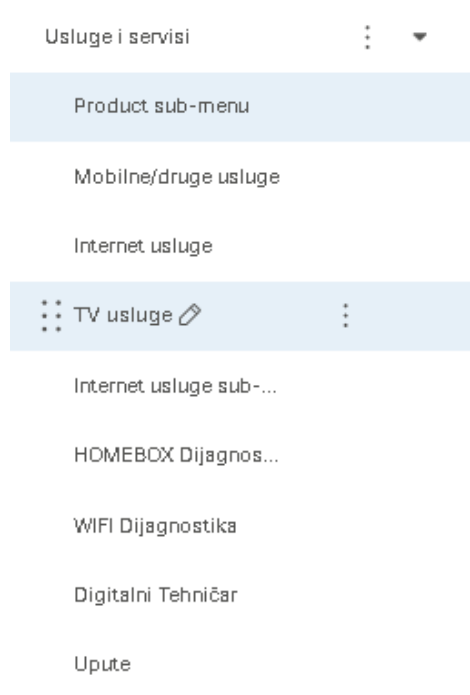 Usluge i servisi
Product sub-menu
Mobilne/druge usluge
Internet usluge
TV usluge
Internet usluge sub-...
HOMEBOX Dijagnos...
WIFI Dijagnostika
Digitalni Tehničar
Upute